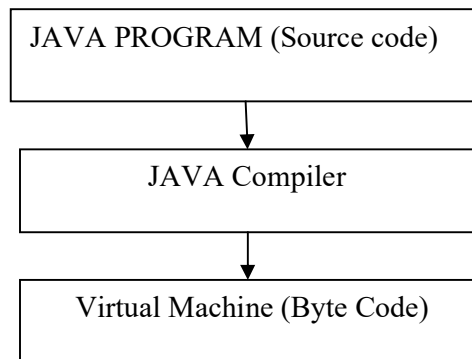 JAVA PROGRAM (Source code)
JAVA Compiler
Virtual Machine (Byte Code)